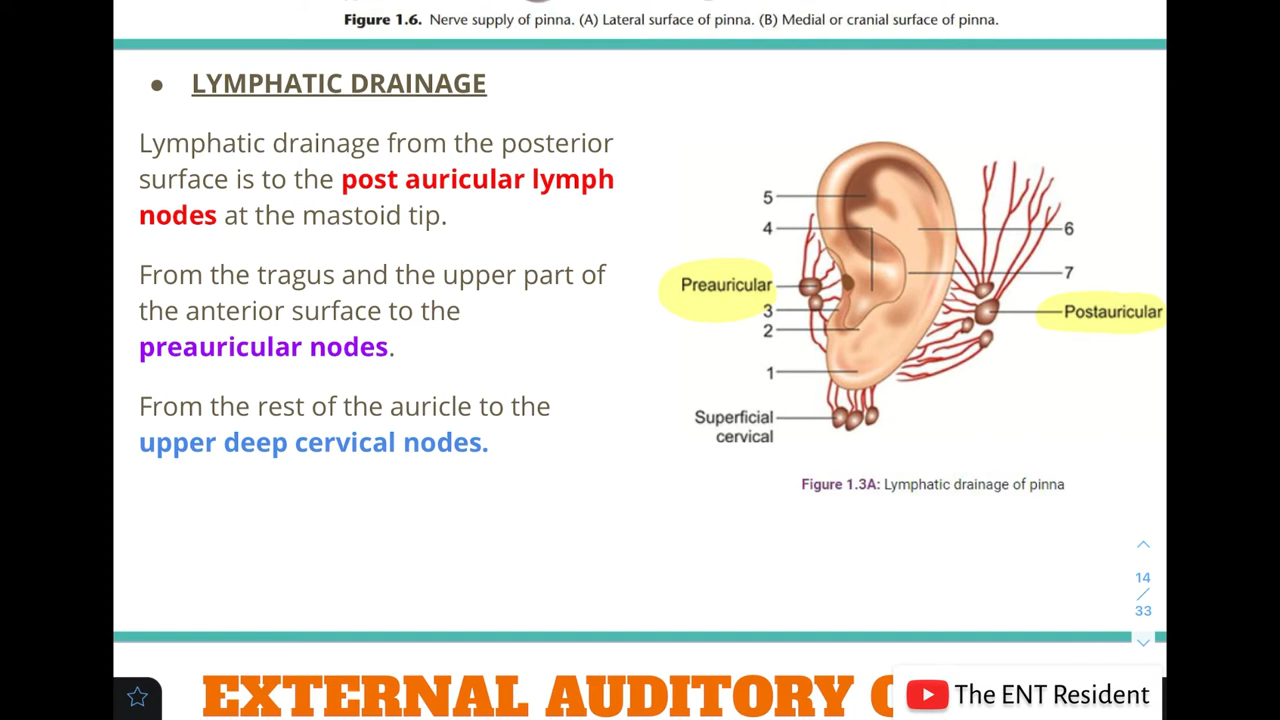 Figure 1.6. Nerve supply of pinna. (A) Lateral surface of pinna. (B) Medial or cranial surface of pinna.
● LYMPHATIC DRAINAGE
Lymphatic drainage from the posterior
surface is to the post auricular lymph
nodes at the mastoid tip.
From the tragus and the upper part of
the anterior surface to the
preauricular nodes.
From the rest of the auricle to the
upper deep cervical nodes.
5
4
Preauricular
3
2
1
Superficial
cervical
6
7
Postauricular
Figure 1.3A: Lymphatic drainage of pinna
14
/
33
EXTERNAL AUDITORY
The ENT Resident